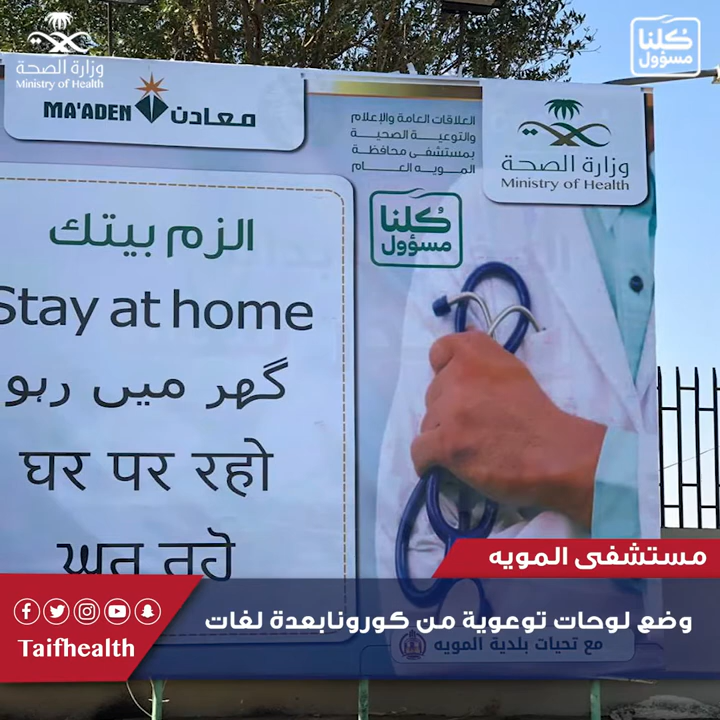 وزارة الصحة
Ministry of Health
كلنا
مسؤول
MA'ADEN معادن
العلاقات العامة والإعلام
والتوعية الصحية
بمستشفى محافظة
المويه العام
وزارة الصحة
Ministry of Health
كُلنا
مسؤول
الزم بيتك
Stay at home
گھر میں رہو
घर पर रहो
مستشفى المويه
وضع لوحات توعوية من كورونابعدة لغات
Taifhealth
مع تحيات بلدية المويه